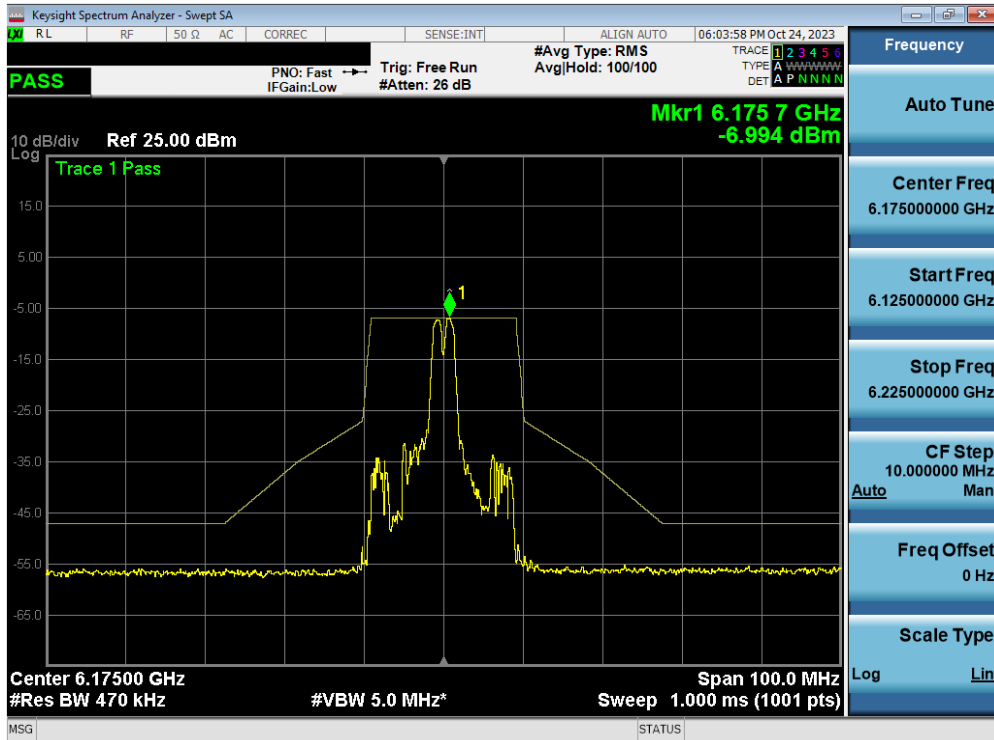 Keysight Spectrum Analyzer - Swept SA
LXI RL RF 50 Ω AC CORREC SENSE:INT ALIGN AUTO 06:03:58 PM Oct 24, 2023
PASS
PNO: Fast
IFGain:Low
Trig: Free Run
#Atten: 26 dB
#Avg Type: RMS
Avg|Hold: 100/100
TRACE 1 2 3 4 5 6
TYPE A WWWWW
DET A P N N N N
Mkr1 6.175 7 GHz
-6.994 dBm
10 dB/div Ref 25.00 dBm
Log
Trace 1 Pass
15.0
5.00
1
-5.00
-15.0
-25.0
-35.0
-45.0
-55.0
-65.0
Center 6.17500 GHz Span 100.0 MHz
#Res BW 470 kHz #VBW 5.0 MHz* Sweep 1.000 ms (1001 pts)
MSG STATUS
Frequency
Auto Tune
Center Freq
6.175000000 GHz
Start Freq
6.125000000 GHz
Stop Freq
6.225000000 GHz
CF Step
10.000000 MHz
Auto Man
Freq Offset
0 Hz
Scale Type
Log Lin